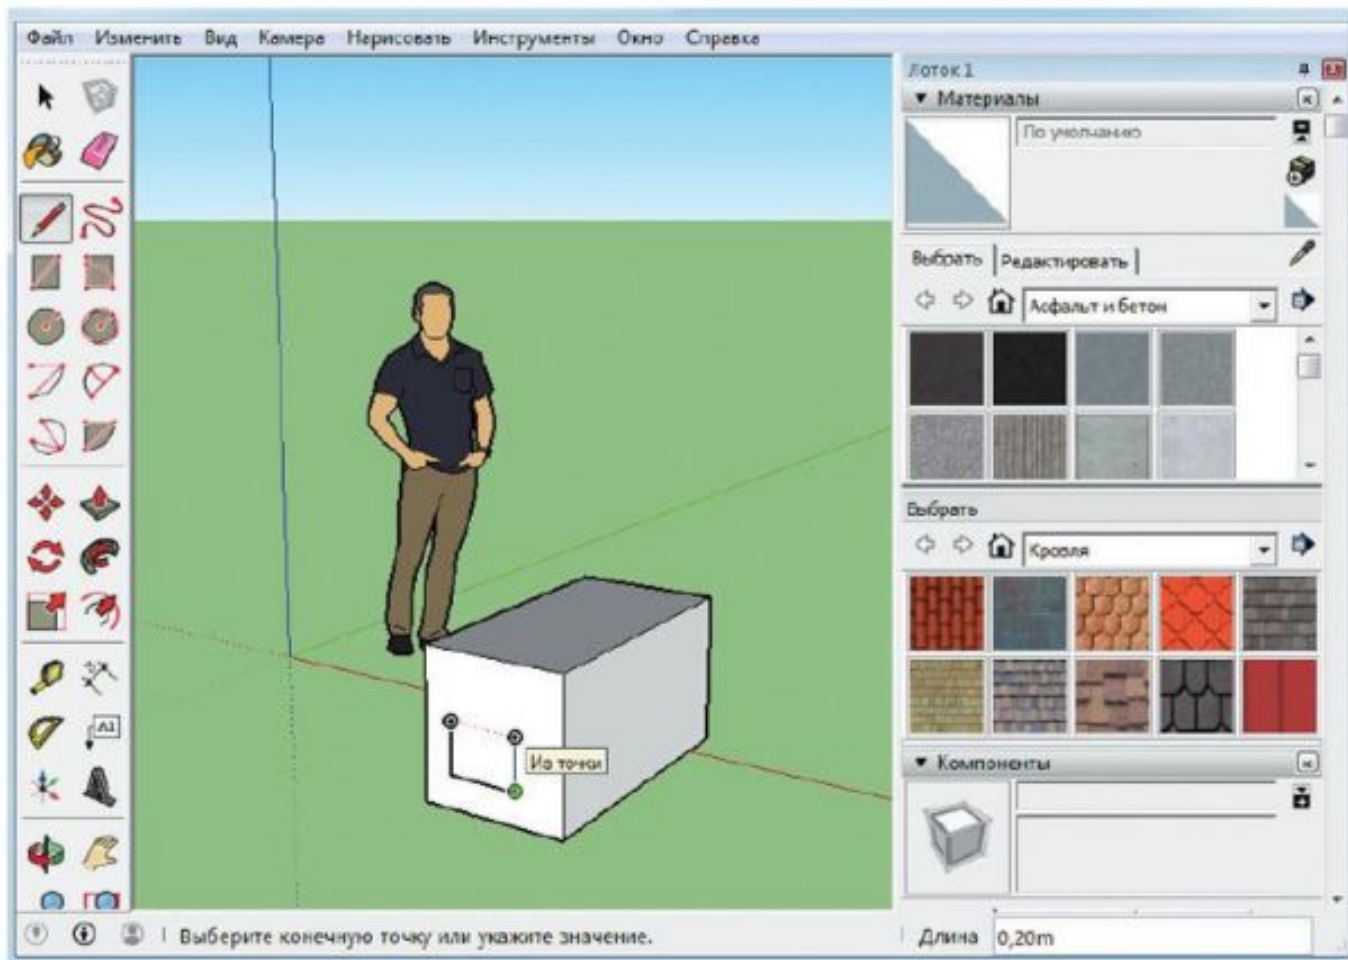 Файл Изменить Вид Камера Нарисовать Инструменты Окно Справка
Лоток 1
Материалы
По умолчанию
Выбрать Редактировать
Асфальт и бетон
Выбрать
Кровля
A1
Из точки
Компоненты
Выберите конечную точку или укажите значение.
Длина 0,20m